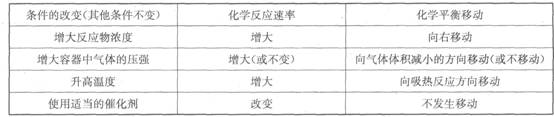 条件的改变(其他条件不变) 化学反应速率 化学平衡移动
增大反应物浓度 增大 向右移动
增大容器中气体的压强 增大(或不变) 向气体体积减小的方向移动(或不移动)
升高温度 增大 向吸热反应方向移动
使用适当的催化剂 改变 不发生移动